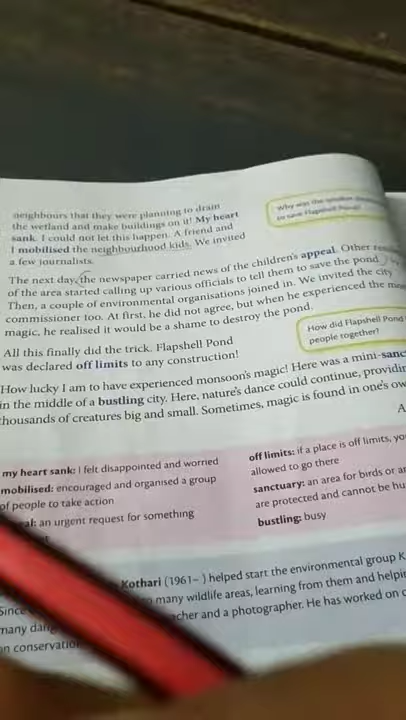 neighbours that they were planning to drain
the wetland and make buildings on it! My heart
sank. I could not let this happen. A friend and
I mobilised the neighbourhood kids. We invited
a few journalists.
Why was the
to save Flapshell Pond?
The next day, the newspaper carried news of the children's appeal. Other
of the area started calling up various officials to tell them to save the pond.
Then, a couple of environmental organisations joined in. We invited the city
commissioner too. At first, he did not agree, but when he experienced the
magic, he realised it would be a shame to destroy the pond.
How did Flapshell Pond
people together?
All this finally did the trick. Flapshell Pond
was declared off limits to any construction!
How lucky I am to have experienced monsoon's magic! Here was a mini-sanc
in the middle of a bustling city. Here, nature's dance could continue, providin
thousands of creatures big and small. Sometimes, magic is found in one's ow
A
my heart sank: I felt disappointed and worried
mobilised: encouraged and organised a group
of people to take action
al: an urgent request for something
off limits: if a place is off limits, yo
allowed to go there
sanctuary: an area for birds or an
are protected and cannot be hu
bustling: busy
Kothari (1961– ) helped start the environmental group K
Since many wildlife areas, learning from them and helpin
many dam acher and a photographer. He has worked on
on conservation